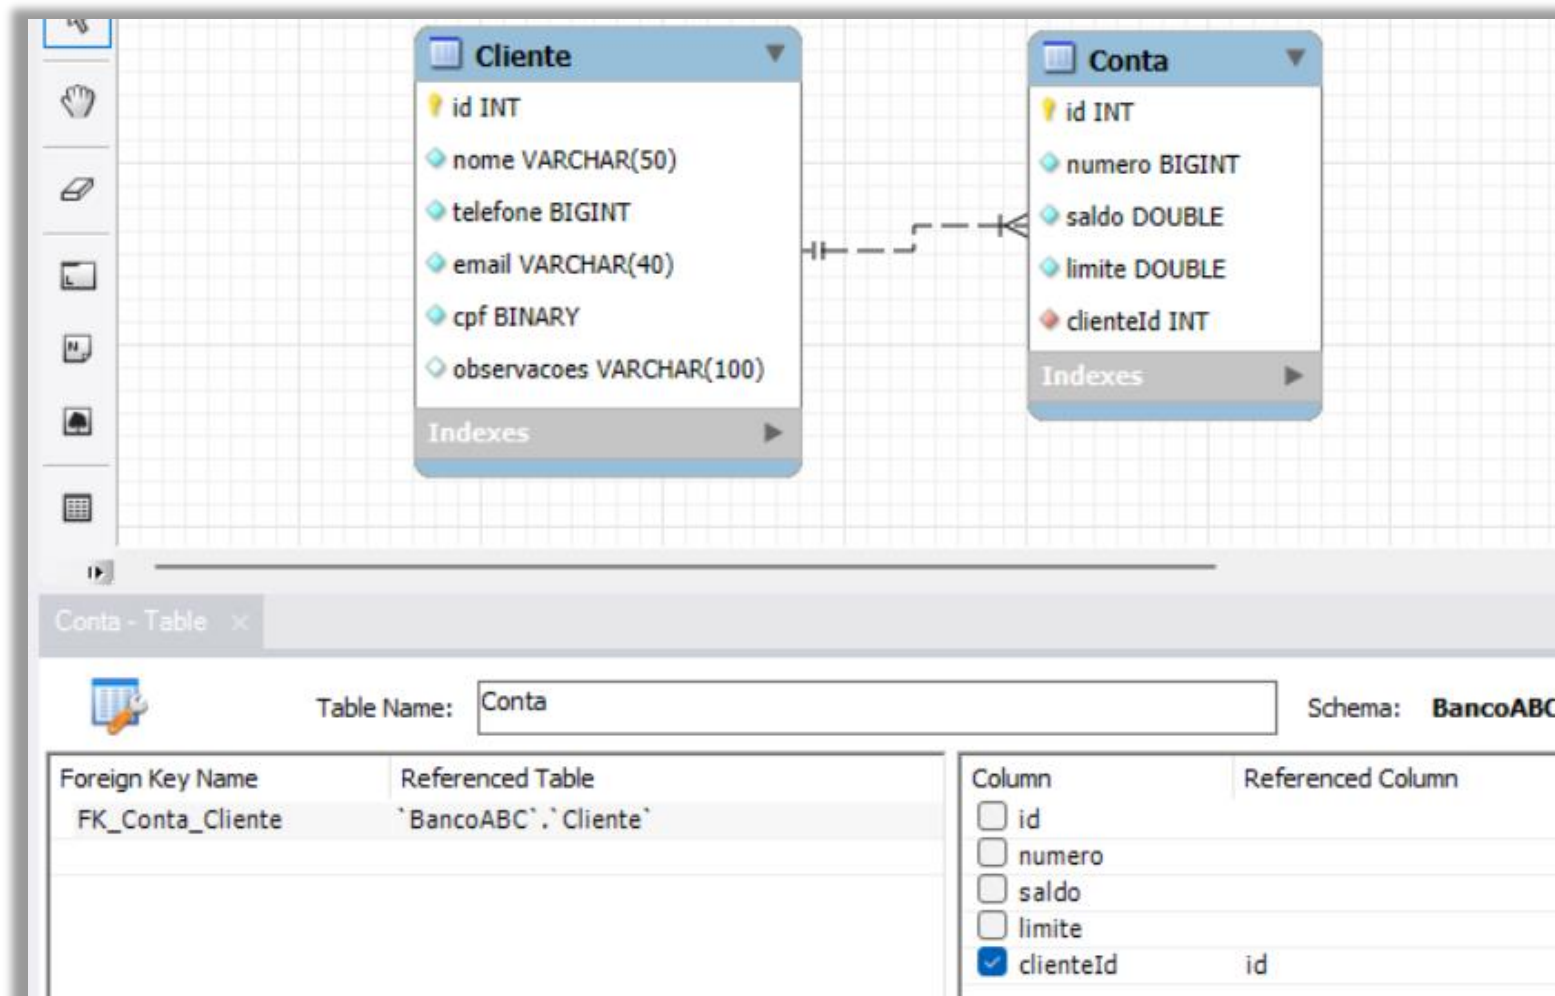 Cliente
id INT
nome VARCHAR(50)
telefone BIGINT
email VARCHAR(40)
cpf BINARY
observacoes VARCHAR(100)
Indexes
Conta
id INT
numero BIGINT
saldo DOUBLE
limite DOUBLE
clienteId INT
Indexes
Conta - Table
Table Name: Conta Schema: BancoABC
Foreign Key Name Referenced Table
FK_Conta_Cliente `BancoABC`.`Cliente`
Column Referenced Column
id
numero
saldo
limite
clienteId id